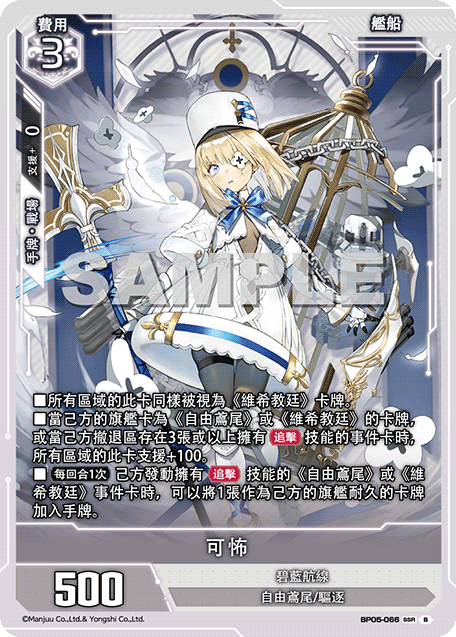 費用
3
艦船
支援+ 0
手牌・戰場
SAMPLE
■所有區域的此卡同樣被視為《維希教廷》卡牌。
■當己方的旗艦卡為《自由鳶尾》或《維希教廷》的卡牌，
或當己方撤退區存在3張或以上擁有 追擊 技能的事件卡時，
所有區域的此卡支援+100。
■ 每回合1次 己方發動擁有 追擊 技能的《自由鳶尾》或《維
希教廷》事件卡時，可以將1張作為己方的旗艦耐久的卡牌
加入手牌。
可怖
500
碧藍航線
自由鳶尾/驅逐
©Manjuu Co.,Ltd.& Yongshi Co.,Ltd.
BP05-066 SSR B